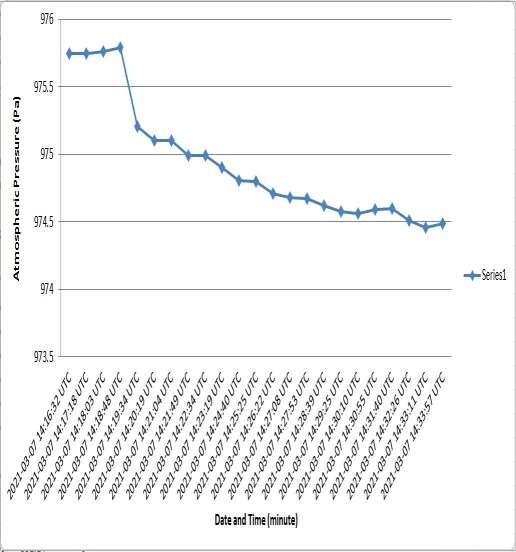 976
975.5
975
974.5
974
973.5
Atmospheric Pressure (Pa)
Series1
2021-03-07 14:16:32 UTC
2021-03-07 14:17:18 UTC
2021-03-07 14:18:03 UTC
2021-03-07 14:18:48 UTC
2021-03-07 14:19:34 UTC
2021-03-07 14:20:19 UTC
2021-03-07 14:21:04 UTC
2021-03-07 14:21:49 UTC
2021-03-07 14:22:34 UTC
2021-03-07 14:23:19 UTC
2021-03-07 14:24:40 UTC
2021-03-07 14:25:25 UTC
2021-03-07 14:26:22 UTC
2021-03-07 14:27:08 UTC
2021-03-07 14:27:53 UTC
2021-03-07 14:28:39 UTC
2021-03-07 14:29:25 UTC
2021-03-07 14:30:10 UTC
2021-03-07 14:30:55 UTC
2021-03-07 14:31:40 UTC
2021-03-07 14:32:26 UTC
2021-03-07 14:33:11 UTC
2021-03-07 14:33:57 UTC
Date and Time (minute)